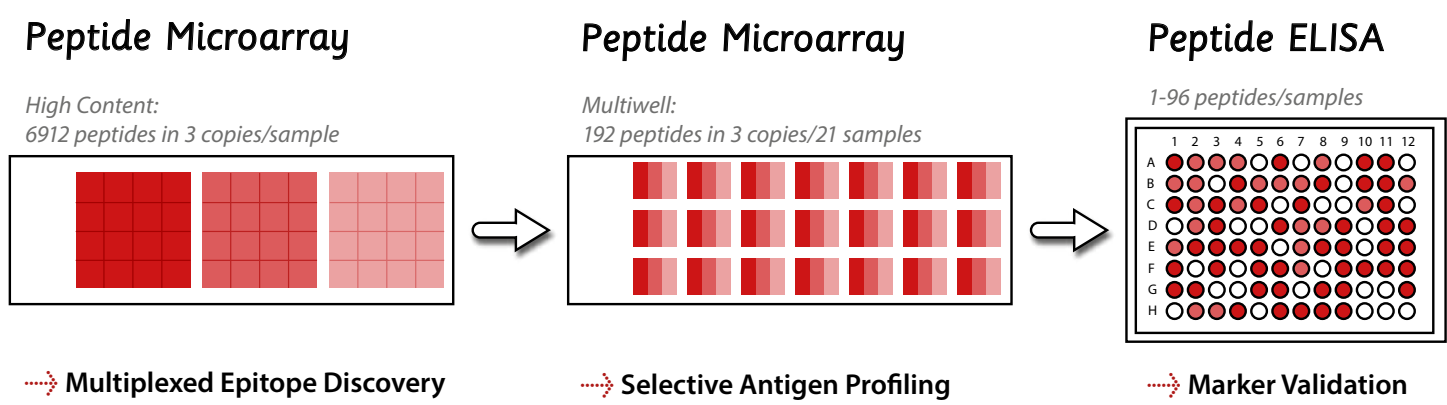 Peptide Microarray
High Content:
6912 peptides in 3 copies/sample
Multiplexed Epitope Discovery
Peptide Microarray
Multiwell:
192 peptides in 3 copies/21 samples
Selective Antigen Profiling
Peptide ELISA
1-96 peptides/samples
1 2 3 4 5 6 7 8 9 10 11 12
A
B
C
D
E
F
G
H
Marker Validation